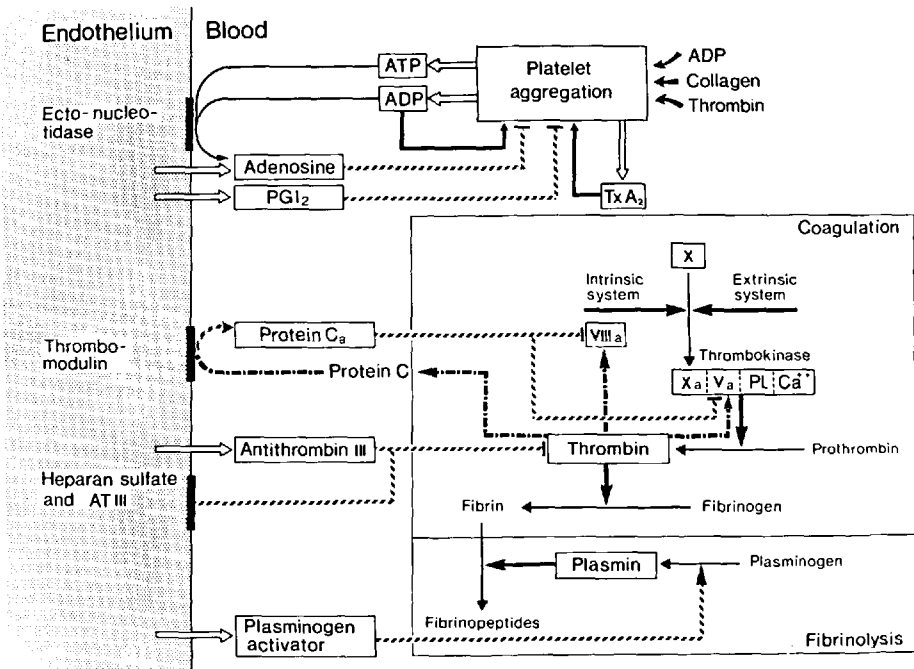 Endothelium
Blood
ATP
ADP
Platelet
aggregation
ADP
Collagen
Thrombin
Ecto-nucleo-
tidase
Adenosine
PGI₂
TxA₂
Coagulation
X
Intrinsic
system
Extrinsic
system
Thrombo-
modulin
Protein Cₐ
VIIIₐ
Thrombokinase
Xₐ Vₐ PL Ca⁺⁺
Protein C
Antithrombin III
Thrombin
Prothrombin
Heparan sulfate
and AT III
Fibrin
Fibrinogen
Plasmin
Plasminogen
Fibrinopeptides
Plasminogen
activator
Fibrinolysis